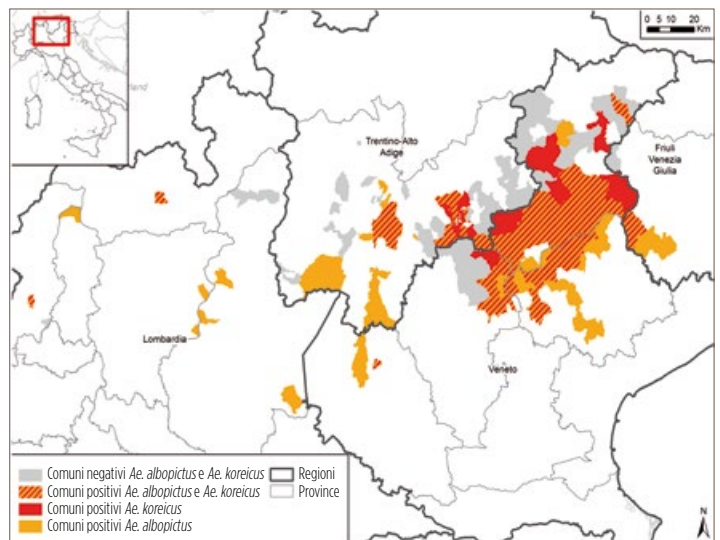 0 5 10 20
Km
Trentino-Alto
Adige
Friuli
Venezia
Giulia
Lombardia
Veneto
Comuni negativi Ae. albopictus e Ae. koreicus
Regioni
Comuni positivi Ae. albopictus e Ae. koreicus
Province
Comuni positivi Ae. koreicus
Comuni positivi Ae. albopictus
N